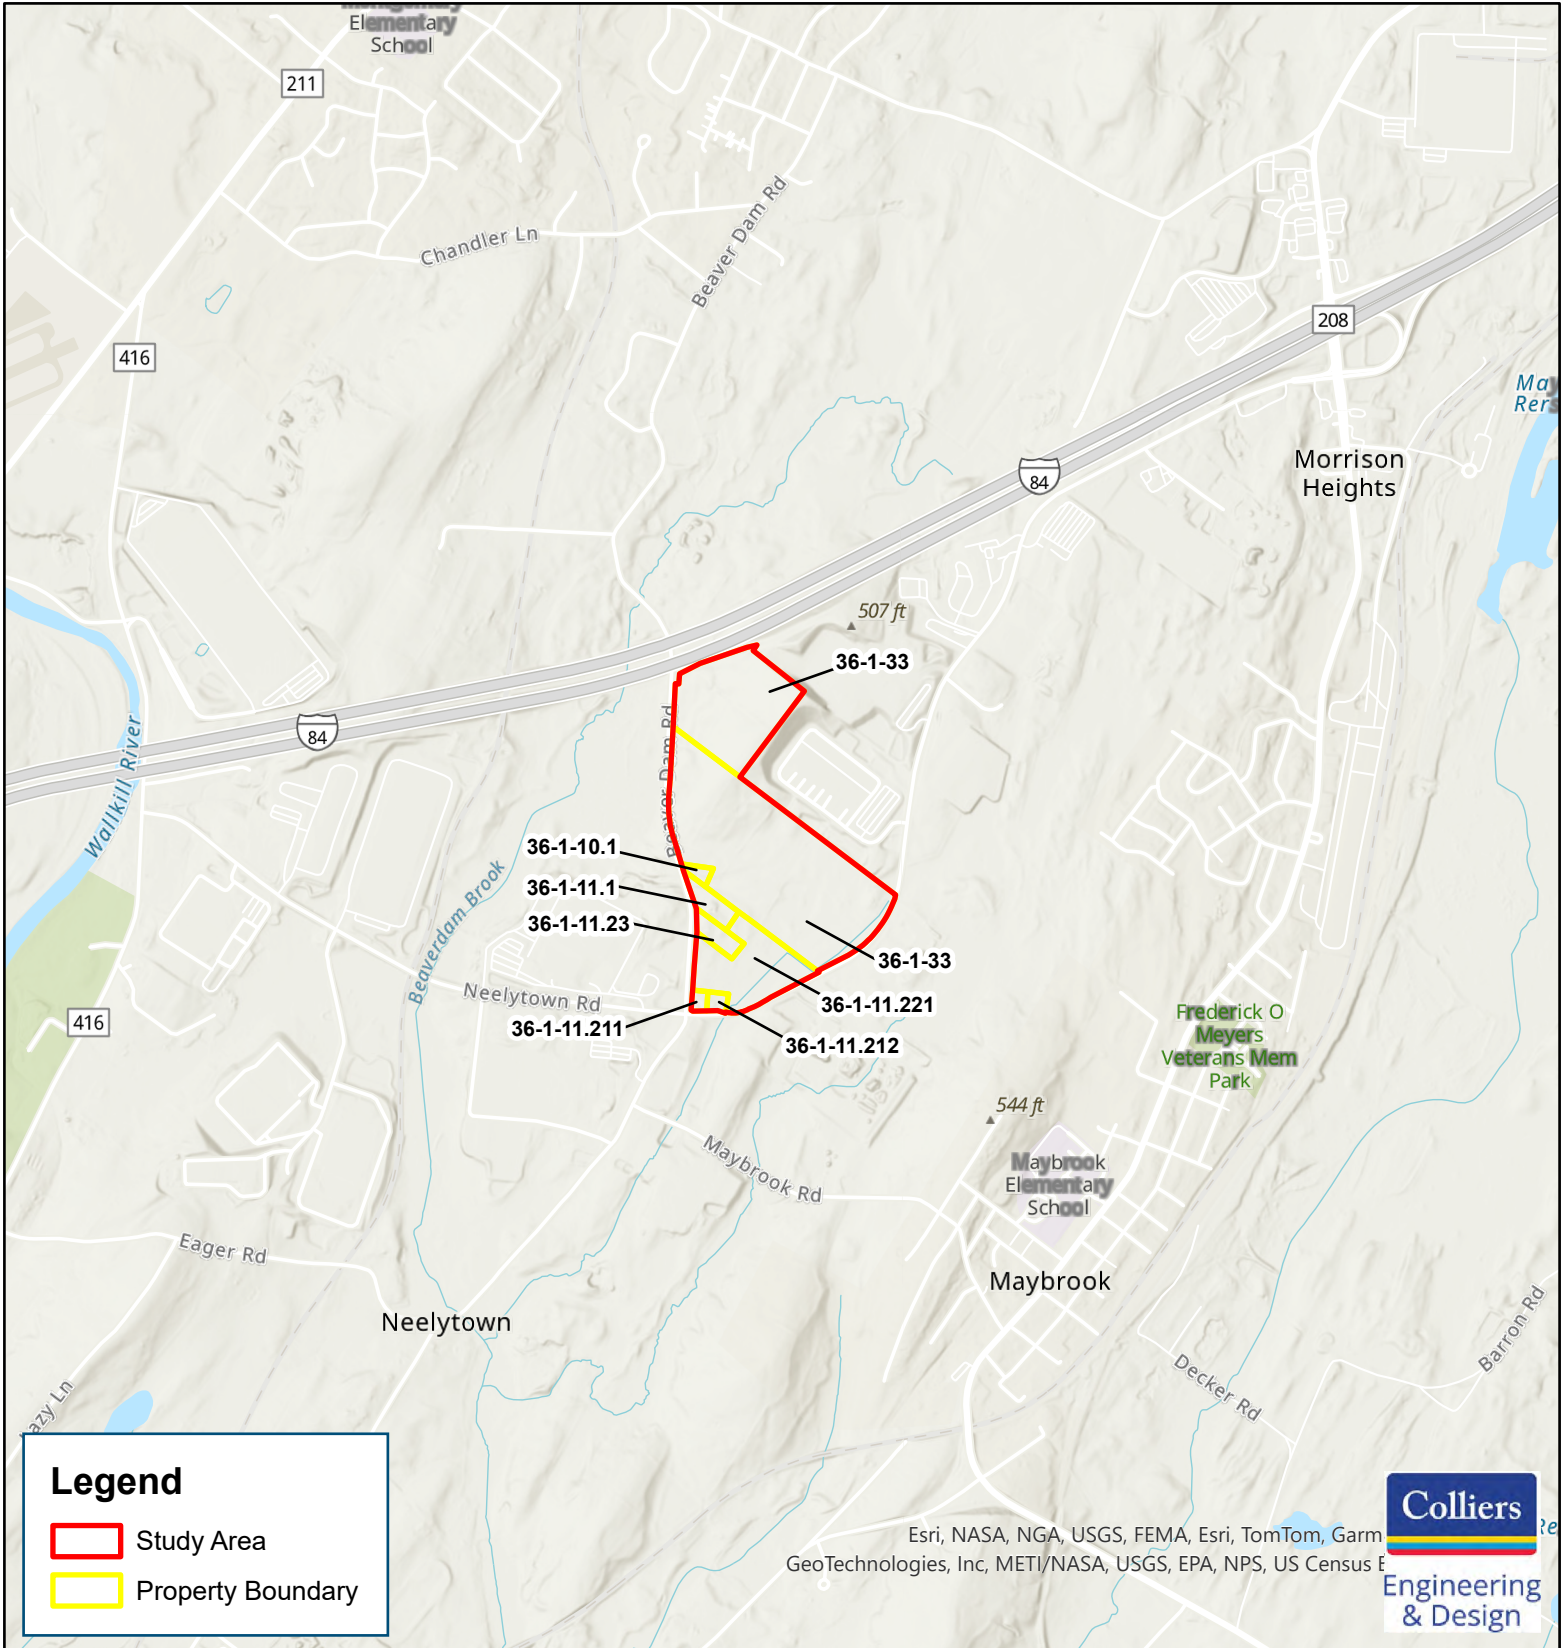 Elementary
School
211
Chandler Ln
Beaver Dam Rd
416
208
84
Morrison
Heights
507 ft
36-1-33
84
Wallkill River
Beaver Dam Rd
36-1-10.1
36-1-11.1
36-1-11.23
Beaverdam Brook
36-1-33
Neelytown Rd
36-1-11.221
36-1-11.211
36-1-11.212
416
Frederick O
Meyers
Veterans Mem
Park
544 ft
Maybrook Rd
Maybrook
Elementary
School
Eager Rd
Maybrook
Neelytown
Barron Rd
Decker Rd
Legend
Study Area
Property Boundary
Esri, NASA, NGA, USGS, FEMA, Esri, TomTom, Garm
GeoTechnologies, Inc, METI/NASA, USGS, EPA, NPS, US Census
Colliers
Engineering
& Design